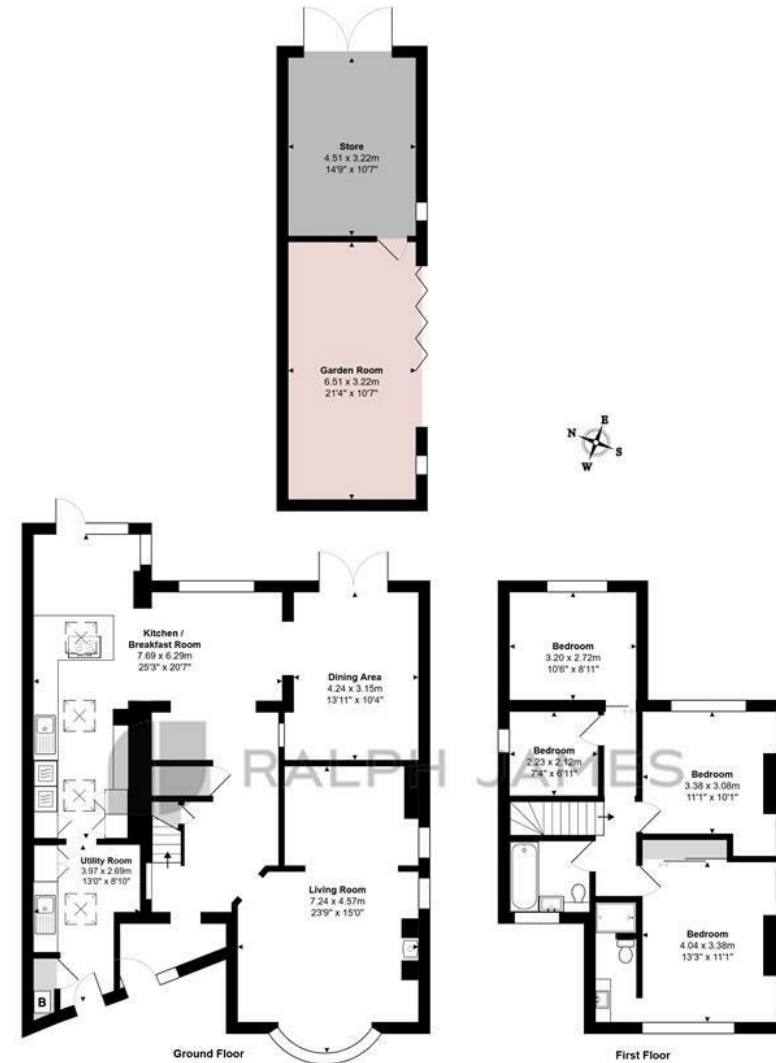 Store
4.51 x 3.22m
14'9" x 10'7"
Garden Room
6.51 x 3.22m
21'4" x 10'7"
N
E
S
W
Kitchen /
Breakfast Room
7.69 x 6.29m
25'3" x 20'7"
Dining Area
4.24 x 3.15m
13'11" x 10'4"
Bedroom
3.20 x 2.72m
10'6" x 8'11"
Bedroom
2.23 x 2.12m
7'4" x 6'11"
Bedroom
3.38 x 3.08m
11'1" x 10'1"
RALPH JAMES
Utility Room
3.97 x 2.69m
13'0" x 8'10"
Living Room
7.24 x 4.57m
23'9" x 15'0"
Bedroom
4.04 x 3.38m
13'3" x 11'1"
B
Ground Floor
First Floor